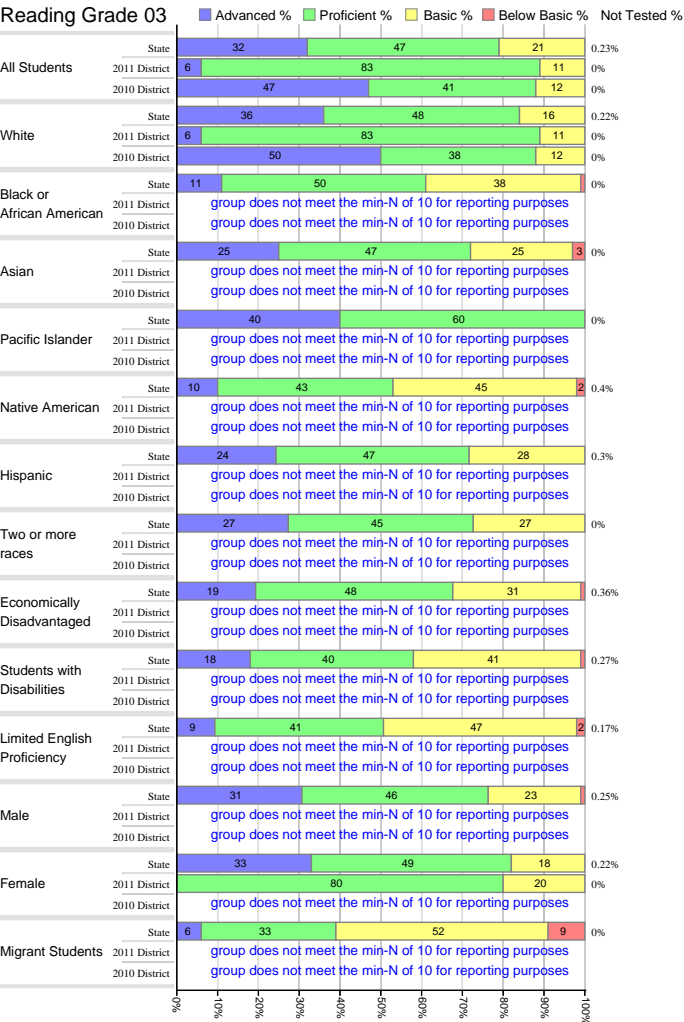 Reading Grade 03
Advanced % Proficient % Basic % Below Basic % Not Tested %
All Students
State 32 47 21 0.23%
2011 District 6 83 11 0%
2010 District 47 41 12 0%
White
State 36 48 16 0.22%
2011 District 6 83 11 0%
2010 District 50 38 12 0%
Black or
African American
State 11 50 38 0%
2011 District group does not meet the min-N of 10 for reporting purposes
2010 District group does not meet the min-N of 10 for reporting purposes
Asian
State 25 47 25 3 0%
2011 District group does not meet the min-N of 10 for reporting purposes
2010 District group does not meet the min-N of 10 for reporting purposes
Pacific Islander
State 40 60 0%
2011 District group does not meet the min-N of 10 for reporting purposes
2010 District group does not meet the min-N of 10 for reporting purposes
Native American
State 10 43 45 2 0.4%
2011 District group does not meet the min-N of 10 for reporting purposes
2010 District group does not meet the min-N of 10 for reporting purposes
Hispanic
State 24 47 28 0.3%
2011 District group does not meet the min-N of 10 for reporting purposes
2010 District group does not meet the min-N of 10 for reporting purposes
Two or more
races
State 27 45 27 0%
2011 District group does not meet the min-N of 10 for reporting purposes
2010 District group does not meet the min-N of 10 for reporting purposes
Economically
Disadvantaged
State 19 48 31 0.36%
2011 District group does not meet the min-N of 10 for reporting purposes
2010 District group does not meet the min-N of 10 for reporting purposes
Students with
Disabilities
State 18 40 41 0.27%
2011 District group does not meet the min-N of 10 for reporting purposes
2010 District group does not meet the min-N of 10 for reporting purposes
Limited English
Proficiency
State 9 41 47 2 0.17%
2011 District group does not meet the min-N of 10 for reporting purposes
2010 District group does not meet the min-N of 10 for reporting purposes
Male
State 31 46 23 0.25%
2011 District group does not meet the min-N of 10 for reporting purposes
2010 District group does not meet the min-N of 10 for reporting purposes
Female
State 33 49 18 0.22%
2011 District 80 20 0%
2010 District group does not meet the min-N of 10 for reporting purposes
Migrant Students
State 6 33 52 9 0%
2011 District group does not meet the min-N of 10 for reporting purposes
2010 District group does not meet the min-N of 10 for reporting purposes
0% 10% 20% 30% 40% 50% 60% 70% 80% 90% 100%